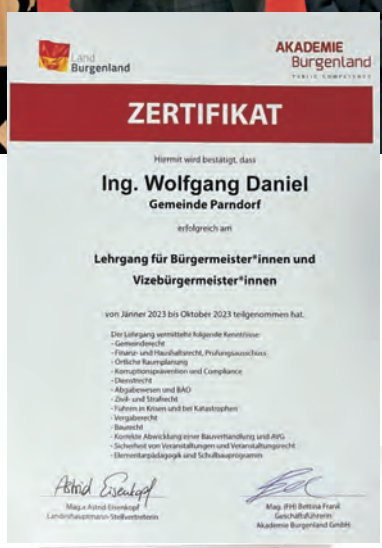 Land
Burgenland
AKADEMIE
Burgenland
PUBLIC COMPETENCE
ZERTIFIKAT
Hiermit wird bestätigt, dass
Ing. Wolfgang Daniel
Gemeinde Parndorf
erfolgreich am
Lehrgang für Bürgermeister*innen und
Vizebürgermeister*innen
von Jänner 2023 bis Oktober 2023 teilgenommen hat.
Der Lehrgang vermittelte folgende Kenntnisse:
- Gemeinderecht
- Finanz- und Haushaltsrecht, Prüfungsausschuss
- Örtliche Raumplanung
- Korruptionsprävention und Compliance
- Dienstrecht
- Abgabewesen und BAO
- Zivil- und Strafrecht
- Führen in Krisen und bei Katastrophen
- Vergaberecht
- Baurecht
- Korrekte Abwicklung einer Bauverhandlung und AVG
- Sicherheit von Veranstaltungen und Veranstaltungsrecht
- Elementarpädagogik und Schulbauprogramm
Astrid Eisenkopf
Mag.a Astrid Eisenkopf
Landeshauptmann-Stellvertreterin
Mag. (FH) Bettina Frank
Geschäftsführerin
Akademie Burgenland GmbH